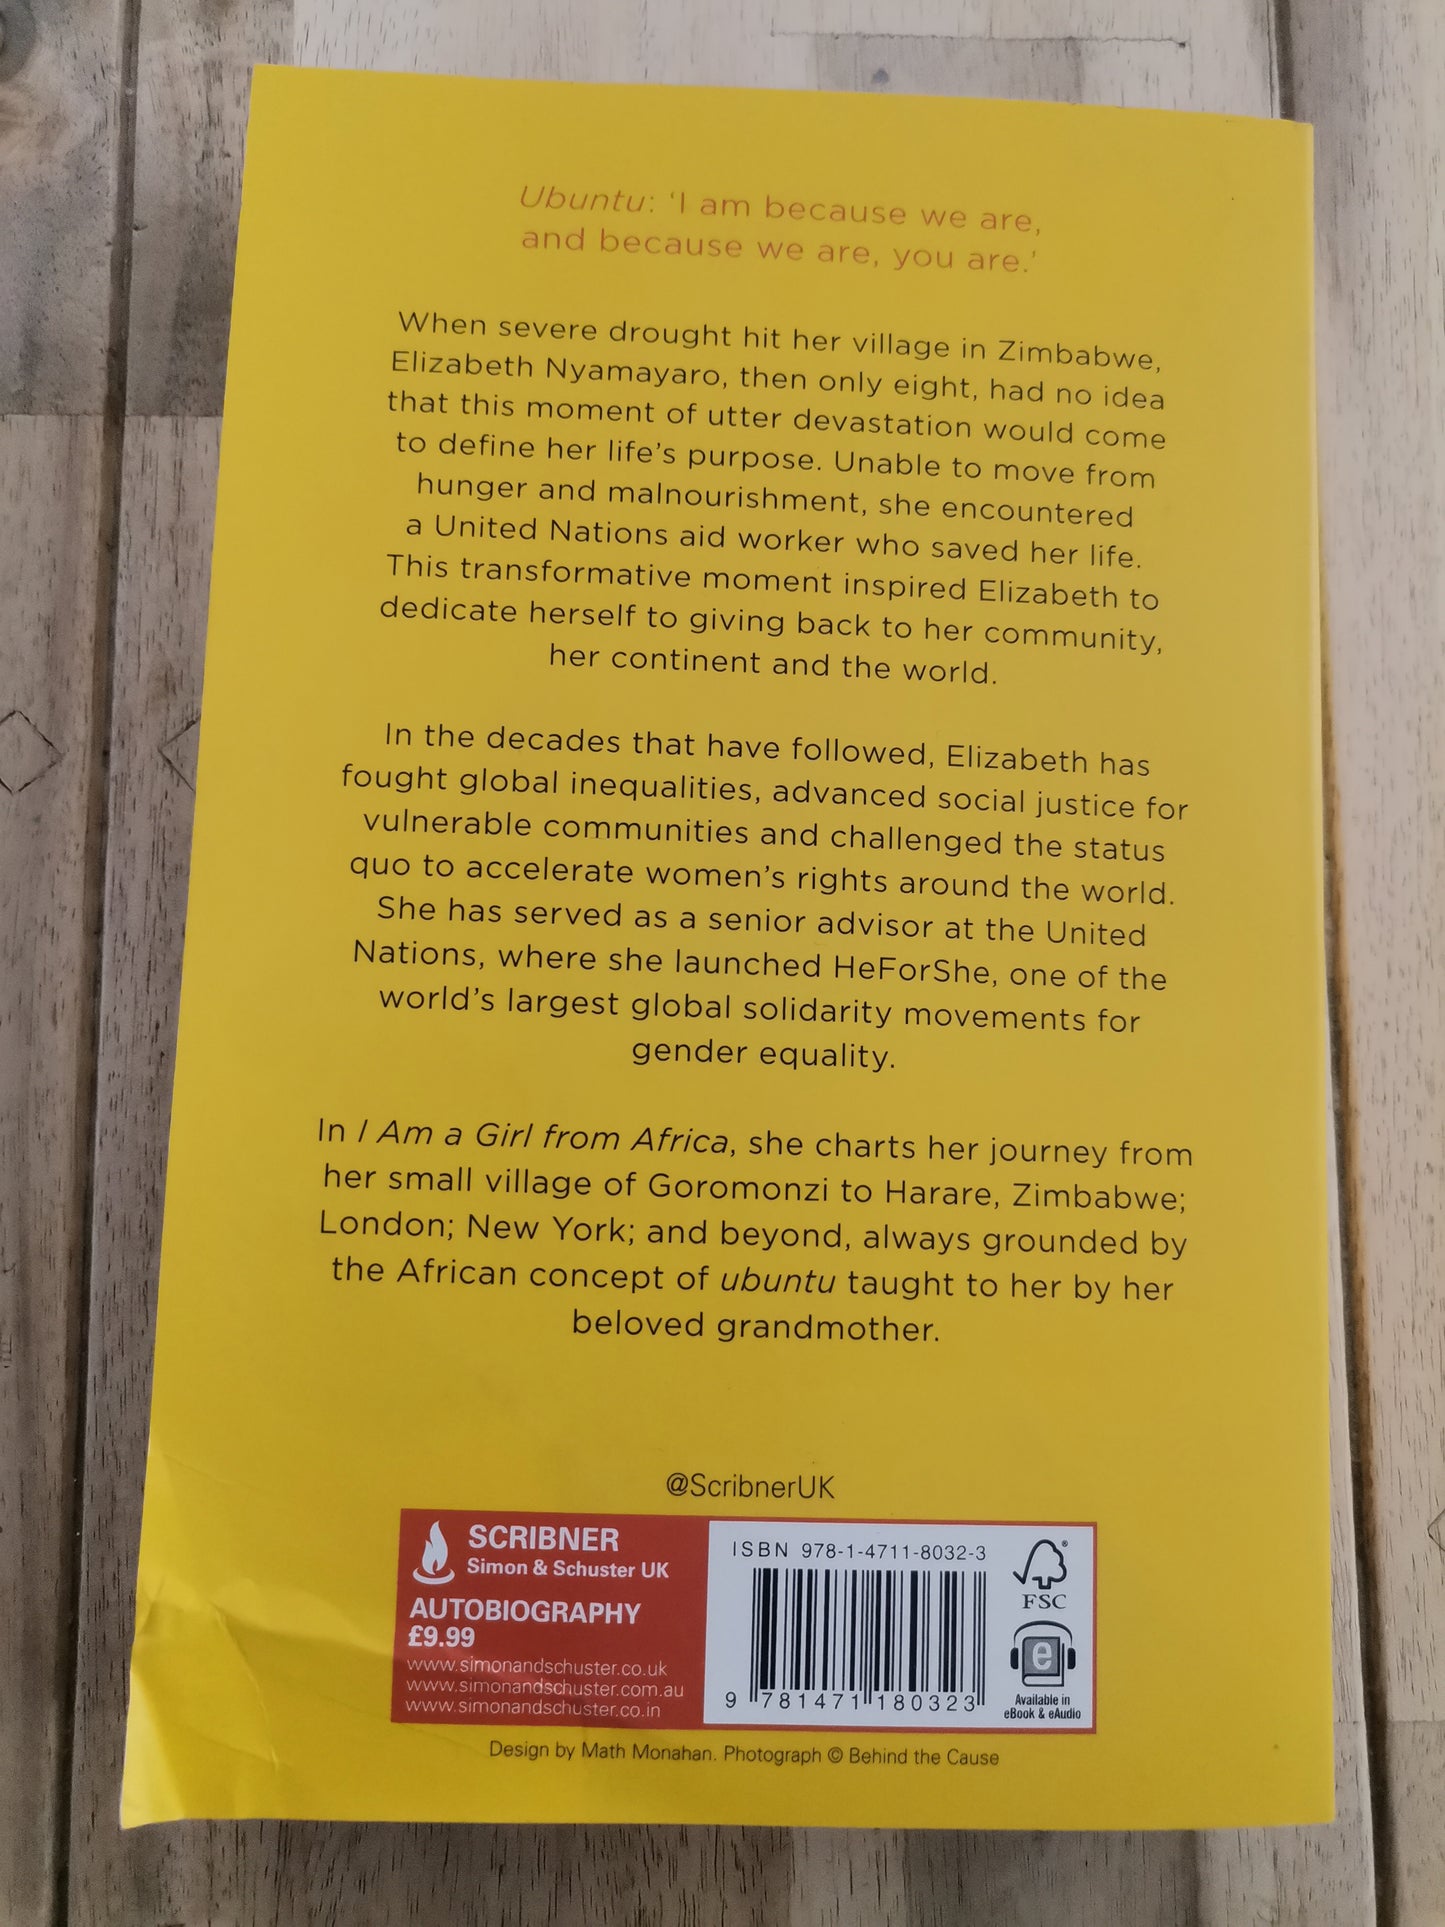 Ubuntu: ‘I am because we are,
and because we are, you are.’
When severe drought hit her village in Zimbabwe,
Elizabeth Nyamayaro, then only eight, had no idea
that this moment of utter devastation would come
to define her life’s purpose. Unable to move from
hunger and malnourishment, she encountered
a United Nations aid worker who saved her life.
This transformative moment inspired Elizabeth to
dedicate herself to giving back to her community,
her continent and the world.
In the decades that have followed, Elizabeth has
fought global inequalities, advanced social justice for
vulnerable communities and challenged the status
quo to accelerate women’s rights around the world.
She has served as a senior advisor at the United
Nations, where she launched HeForShe, one of the
world’s largest global solidarity movements for
gender equality.
In I Am a Girl from Africa, she charts her journey from
her small village of Goromonzi to Harare, Zimbabwe;
London; New York; and beyond, always grounded by
the African concept of ubuntu taught to her by her
beloved grandmother.
@ScribnerUK
SCRIBNER
Simon & Schuster UK
AUTOBIOGRAPHY
£9.99
www.simonandschuster.co.uk
www.simonandschuster.com.au
www.simonandschuster.co.in
ISBN 978-1-4711-8032-3
9 781471 180323
FSC
e
Available in
eBook & eAudio
Design by Math Monahan. Photograph © Behind the Cause